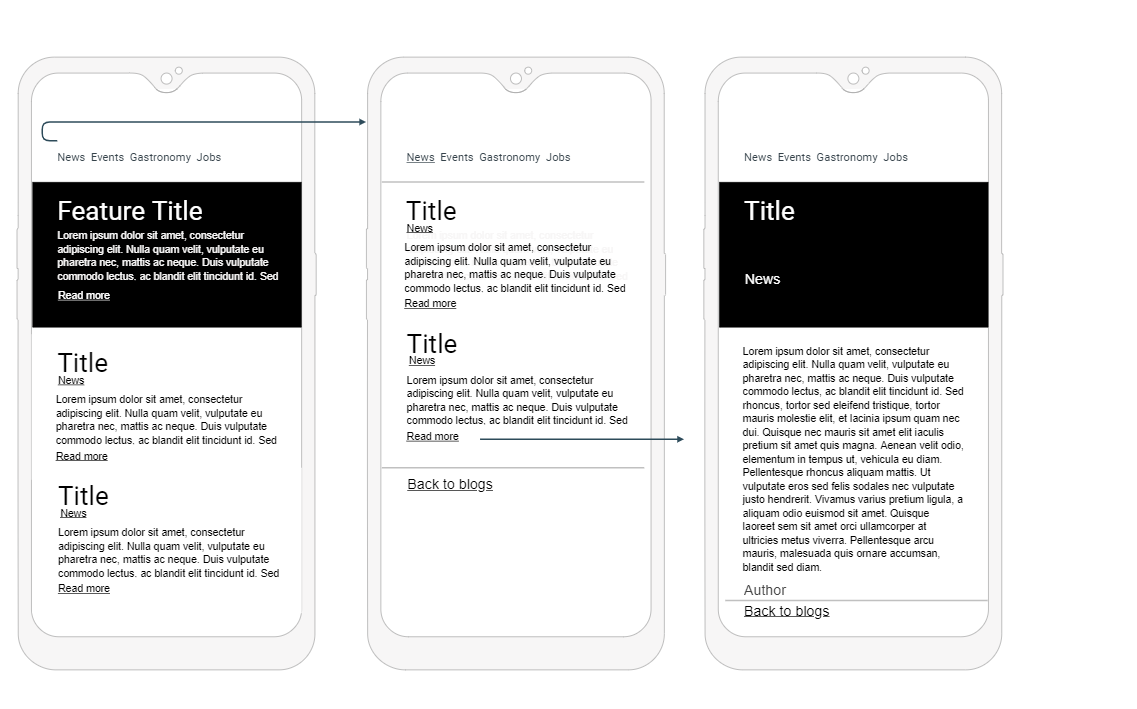 News Events Gastronomy Jobs
Feature Title
Lorem ipsum dolor sit amet, consectetur
adipiscing elit. Nulla quam velit, vulputate eu
pharetra nec, mattis ac neque. Duis vulputate
commodo lectus. ac blandit elit tincidunt id. Sed
Read more
Title
News
Lorem ipsum dolor sit amet, consectetur
adipiscing elit. Nulla quam velit, vulputate eu
pharetra nec, mattis ac neque. Duis vulputate
commodo lectus. ac blandit elit tincidunt id. Sed
Read more
Title
News
Lorem ipsum dolor sit amet, consectetur
adipiscing elit. Nulla quam velit, vulputate eu
pharetra nec, mattis ac neque. Duis vulputate
commodo lectus. ac blandit elit tincidunt id. Sed
Read more
News Events Gastronomy Jobs
Title
News
Lorem ipsum dolor sit amet, consectetur
adipiscing elit. Nulla quam velit, vulputate eu
pharetra nec, mattis ac neque. Duis vulputate
commodo lectus. ac blandit elit tincidunt id. Sed
Read more
Title
News
Lorem ipsum dolor sit amet, consectetur
adipiscing elit. Nulla quam velit, vulputate eu
pharetra nec, mattis ac neque. Duis vulputate
commodo lectus. ac blandit elit tincidunt id. Sed
Read more
Back to blogs
News Events Gastronomy Jobs
Title
News
Lorem ipsum dolor sit amet, consectetur
adipiscing elit. Nulla quam velit, vulputate eu
pharetra nec, mattis ac neque. Duis vulputate
commodo lectus, ac blandit elit tincidunt id. Sed
rhoncus, tortor sed eleifend tristique, tortor
mauris molestie elit, et lacinia ipsum quam nec
dui. Quisque nec mauris sit amet elit iaculis
pretium sit amet quis magna. Aenean velit odio,
elementum in tempus ut, vehicula eu diam.
Pellentesque rhoncus aliquam mattis. Ut
vulputate eros sed felis sodales nec vulputate
justo hendrerit. Vivamus varius pretium ligula, a
aliquam odio euismod sit amet. Quisque
laoreet sem sit amet orci ullamcorper at
ultricies metus viverra. Pellentesque arcu
mauris, malesuada quis ornare accumsan,
blandit sed diam.
Author
Back to blogs